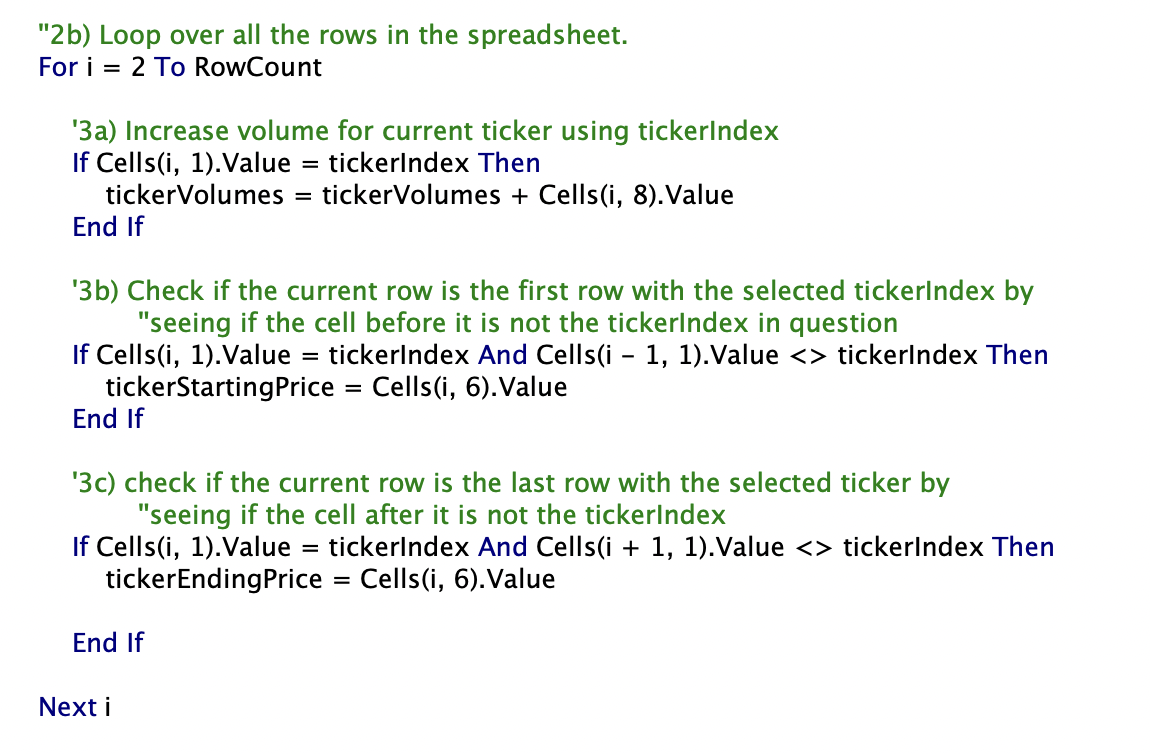 "2b) Loop over all the rows in the spreadsheet.
For i = 2 To RowCount
'3a) Increase volume for current ticker using tickerIndex
If Cells(i, 1).Value = tickerIndex Then
tickerVolumes = tickerVolumes + Cells(i, 8).Value
End If
'3b) Check if the current row is the first row with the selected tickerIndex by
"seeing if the cell before it is not the tickerIndex in question
If Cells(i, 1).Value = tickerIndex And Cells(i - 1, 1).Value <> tickerIndex Then
tickerStartingPrice = Cells(i, 6).Value
End If
'3c) check if the current row is the last row with the selected ticker by
"seeing if the cell after it is not the tickerIndex
If Cells(i, 1).Value = tickerIndex And Cells(i + 1, 1).Value <> tickerIndex Then
tickerEndingPrice = Cells(i, 6).Value
End If
Next i